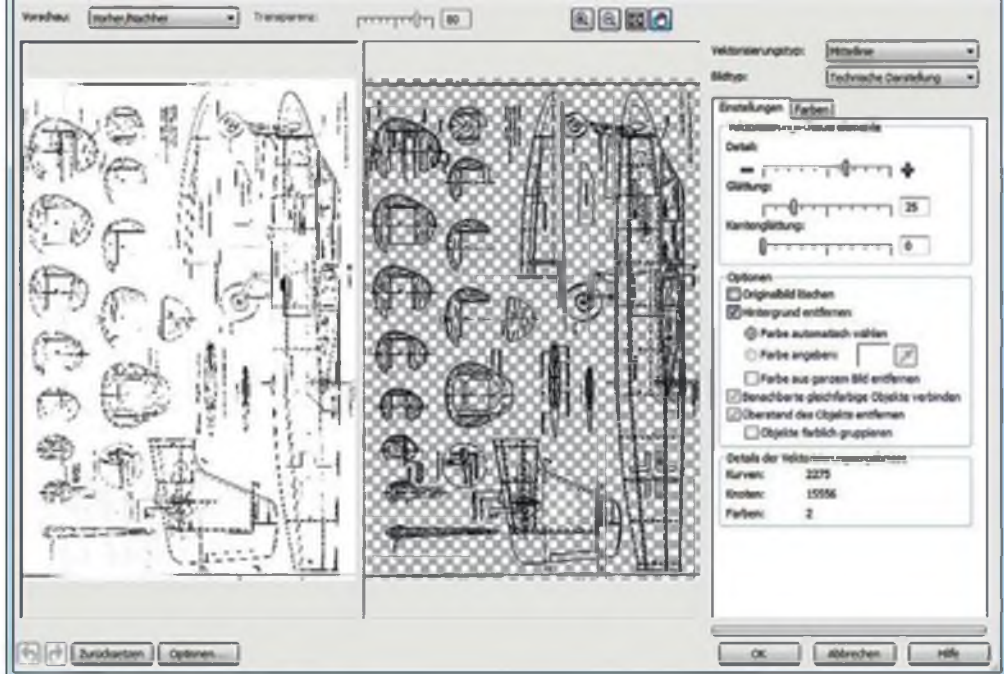 Vorschau: Vorher/Nachher Transparenz: 80
Vektorisierungstyp: Mittellinie
Bildtyp: Technische Darstellung
Einstellungen Farben
Detail:
Glättung:
25
Kantenglättung:
0
Optionen
Originalbild löschen
Hintergrund entfernen
Farbe automatisch wählen
Farbe angeben:
Farbe aus ganzem Bild entfernen
Benachbarte gleichfarbige Objekte verbinden
Überstand des Objekts entfernen
Objekte farblich gruppieren
Details der
Kurven: 2275
Knoten: 15556
Farben: 2
Zurücksetzen Optionen... OK Abbrechen Hilfe